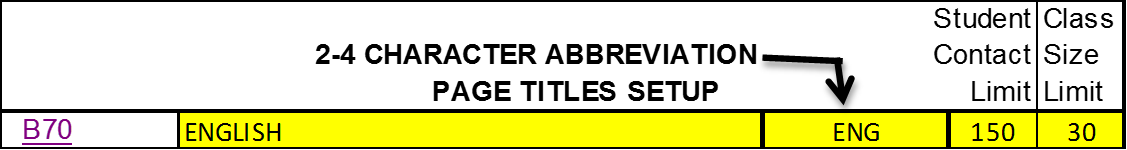 Student Class
2-4 CHARACTER ABBREVIATION Contact Size
PAGE TITLES SETUP Limit Limit
B70 ENGLISH ENG 150 30